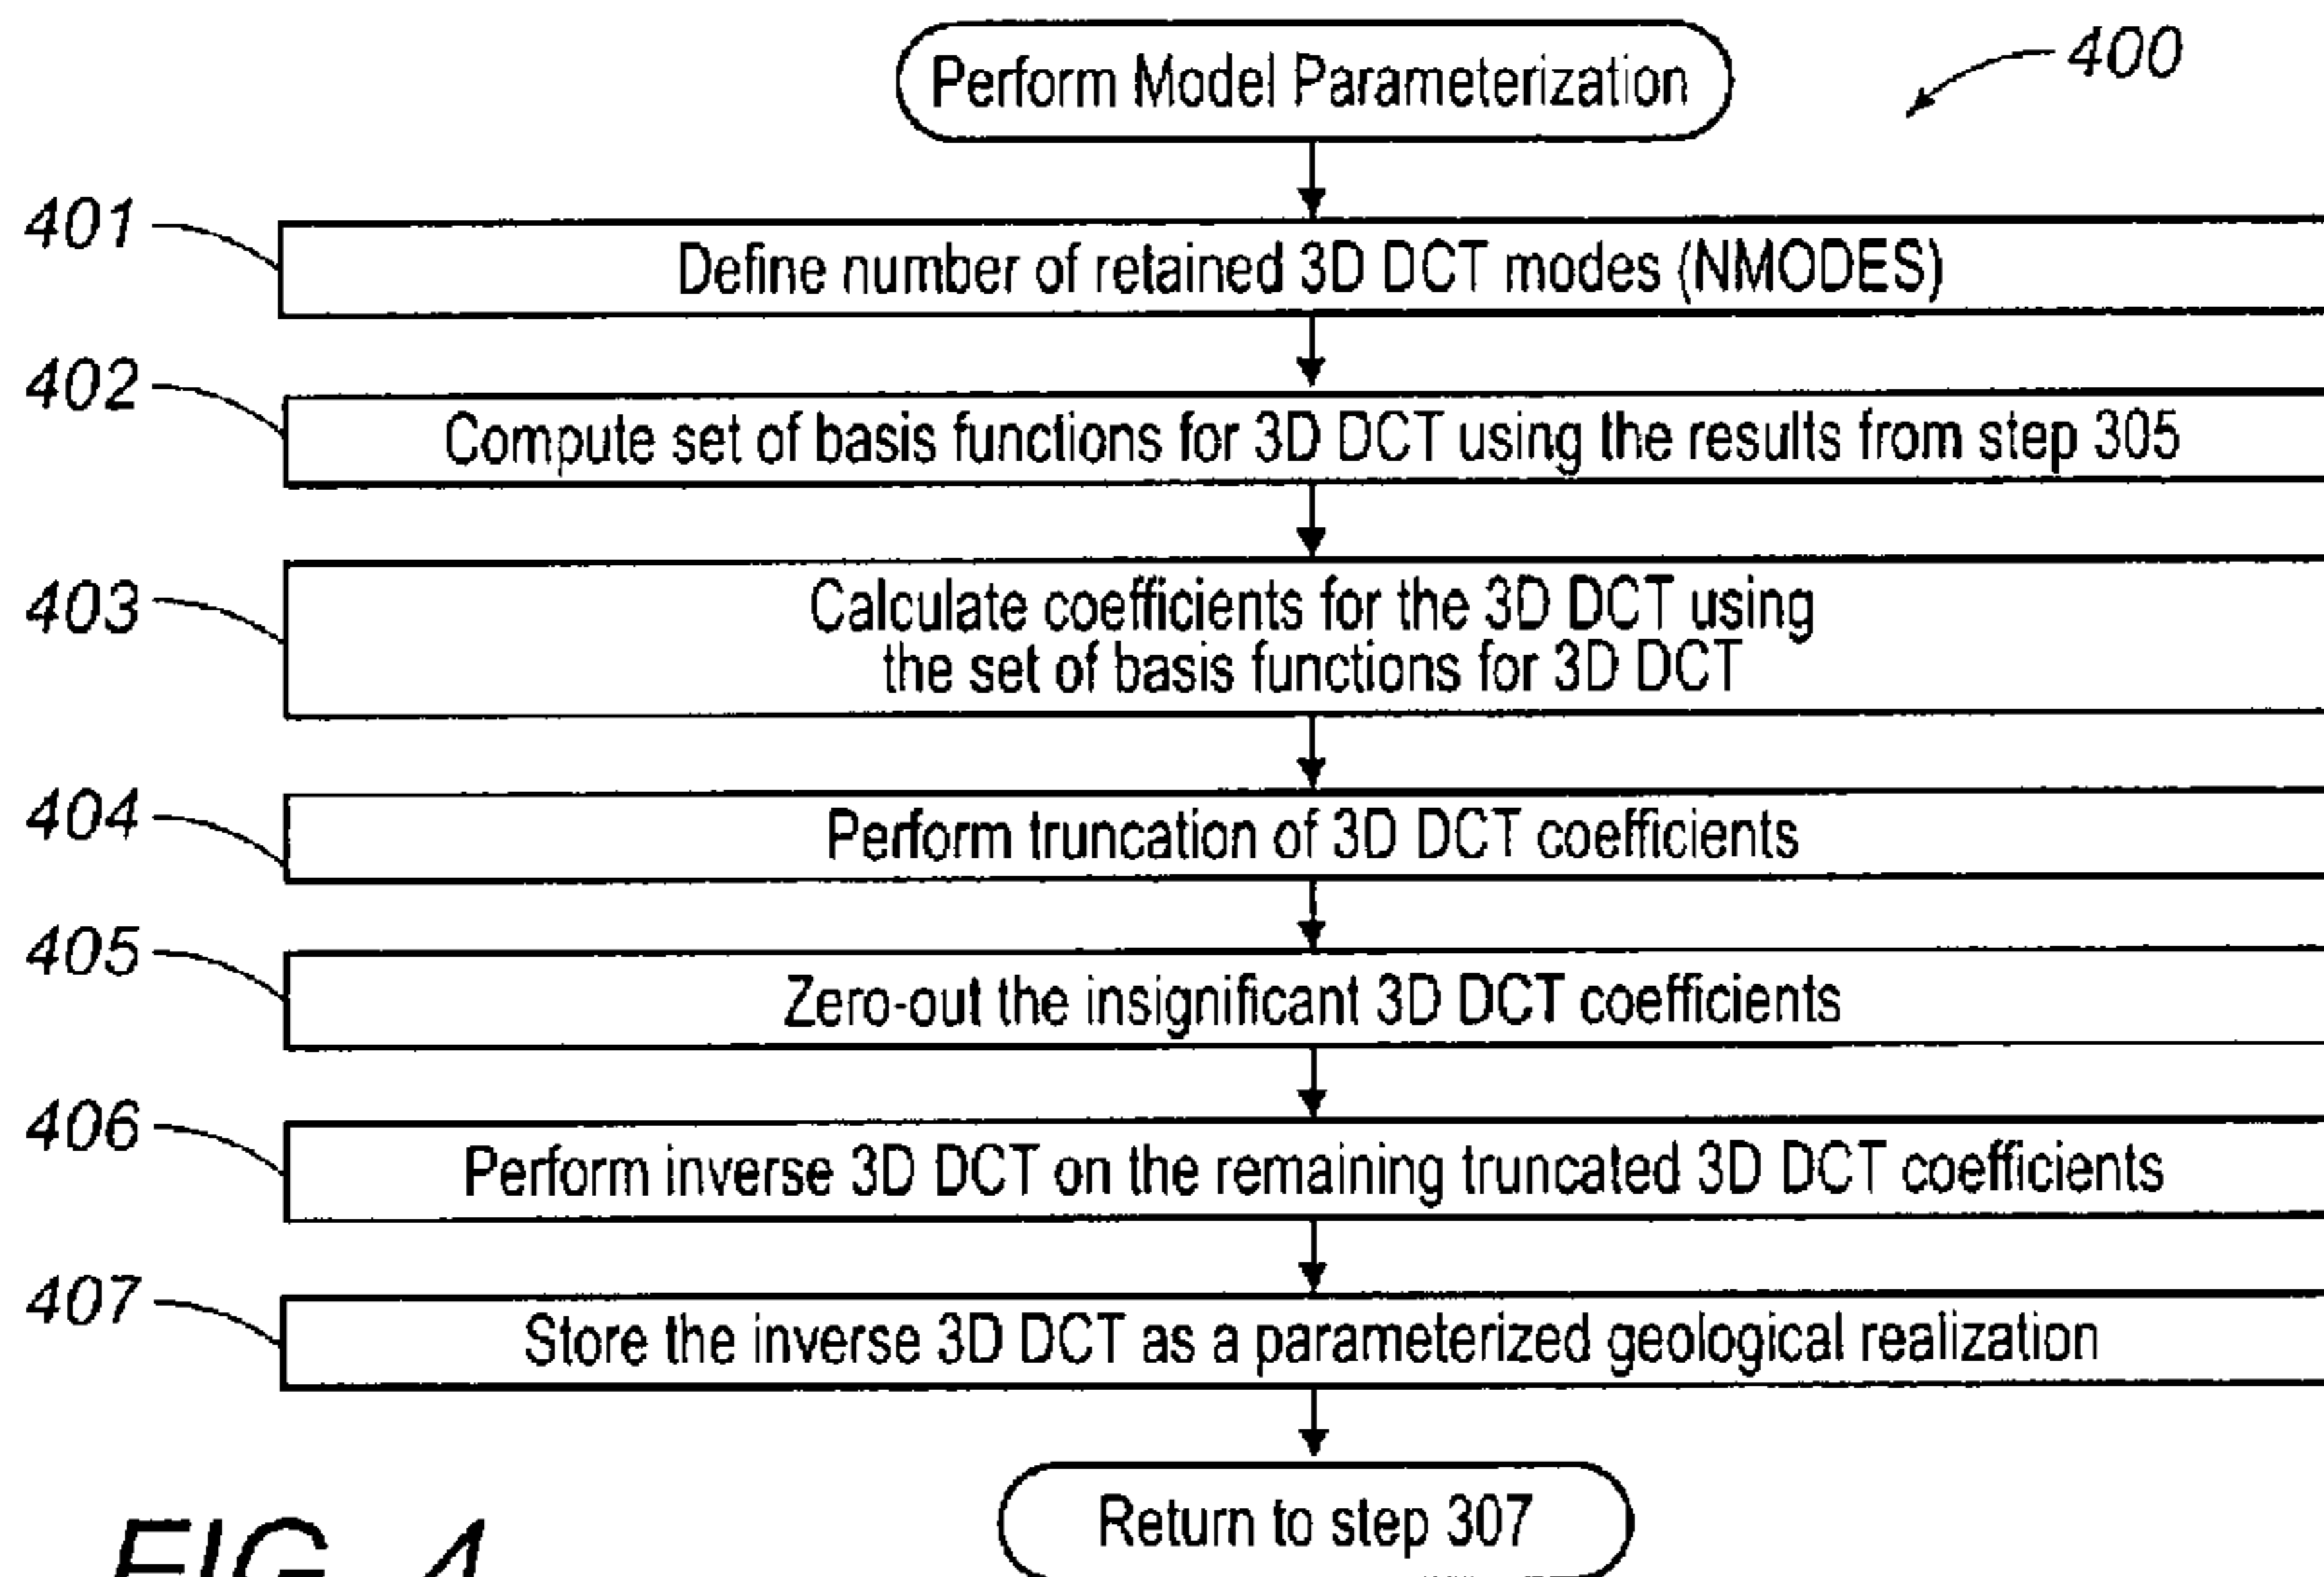 Perform Model Parameterization
400
401
Define number of retained 3D DCT modes (NMODES)
402
Compute set of basis functions for 3D DCT using the results from step 305
403
Calculate coefficients for the 3D DCT using
the set of basis functions for 3D DCT
404
Perform truncation of 3D DCT coefficients
405
Zero-out the insignificant 3D DCT coefficients
406
Perform inverse 3D DCT on the remaining truncated 3D DCT coefficients
407
Store the inverse 3D DCT as a parameterized geological realization
Return to step 307
FIG. 4